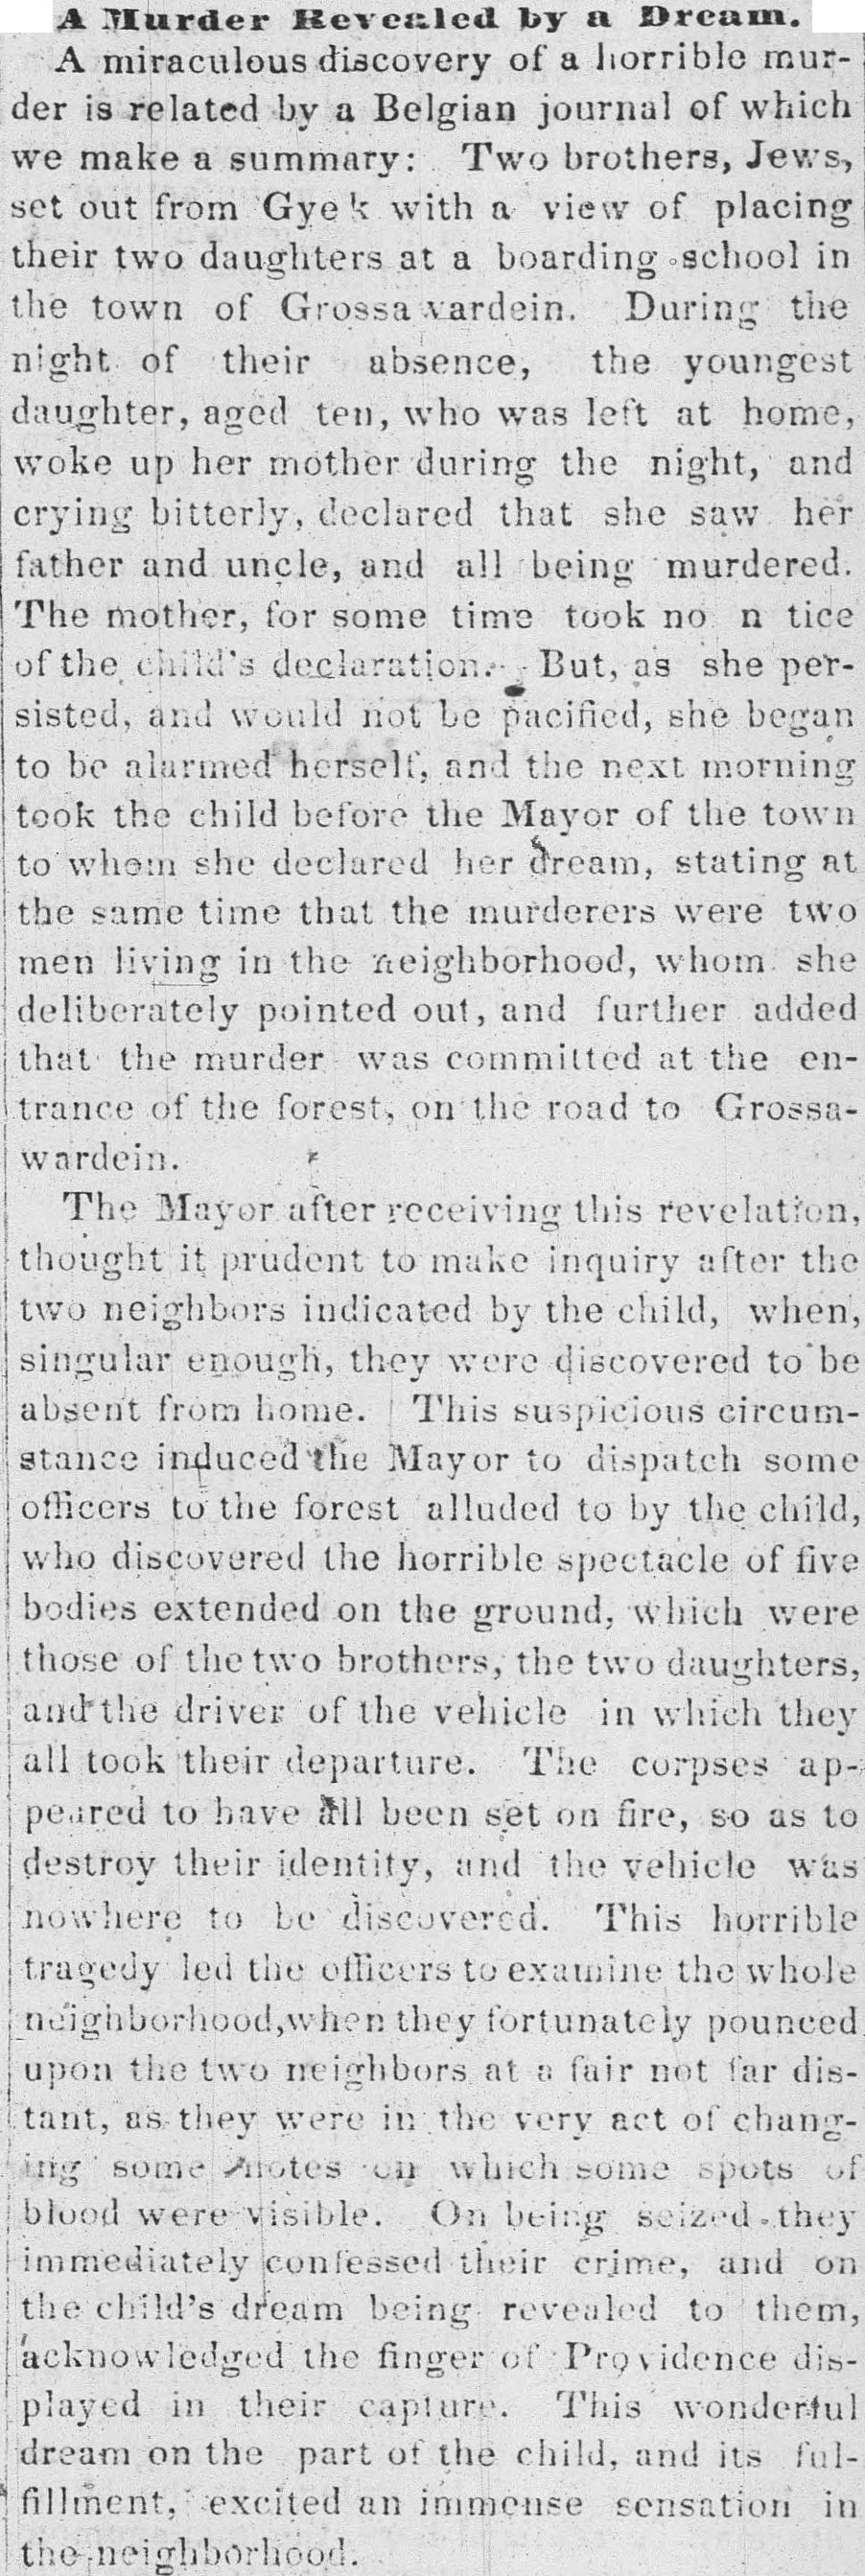 A Murder Revealed by a Dream.
A miraculous discovery of a horrible mur-
der is related by a Belgian journal of which
we make a summary: Two brothers, Jews,
set out from Gye k with a view of placing
their two daughters at a boarding school in
the town of Grossa wardein. During the
night of their absence, the youngest
daughter, aged ten, who was left at home,
woke up her mother during the night, and
crying bitterly, declared that she saw her
father and uncle, and all being murdered.
The mother, for some time took no n tice
of the child's declaration. But, as she per-
sisted, and would not be pacified, she began
to be alarmed herself, and the next morning
took the child before the Mayor of the town
to whom she declared her dream, stating at
the same time that the murderers were two
men living in the neighborhood, whom she
deliberately pointed out, and further added
that the murder was committed at the en-
trance of the forest, on the road to Grossa-
wardein.
The Mayor after receiving this revelation,
thought it prudent to make inquiry after the
two neighbors indicated by the child, when,
singular enough, they were discovered to be
absent from home. This suspicious circum-
stance induced the Mayor to dispatch some
officers to the forest alluded to by the child,
who discovered the horrible spectacle of five
bodies extended on the ground, which were
those of the two brothers, the two daughters,
and the driver of the vehicle in which they
all took their departure. The corpses ap-
peared to have all been set on fire, so as to
destroy their identity, and the vehicle was
nowhere to be discovered. This horrible
tragedy led the officers to examine the whole
neighborhood,when they fortunately pounced
upon the two neighbors at a fair not far dis-
tant, as they were in the very act of chang-
ing some notes on which some spots of
blood were visible. On being seized they
immediately confessed their crime, and on
the child's dream being revealed to them,
acknowledged the finger of Providence dis-
played in their capture. This wonderful
dream on the part of the child, and its ful-
fillment, excited an immense sensation in
the neighborhood.